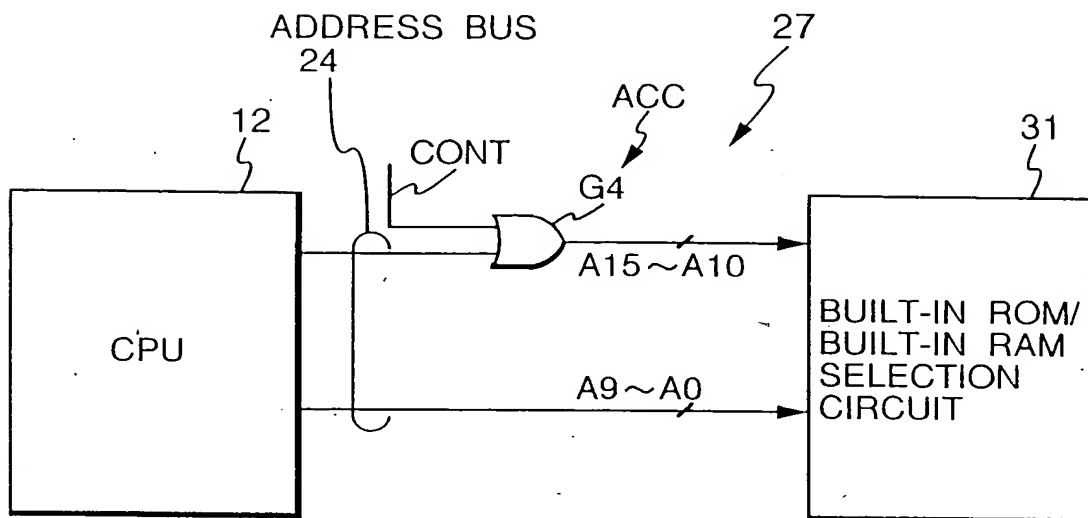 ADDRESS BUS
24
27
ACC
12
CONT
31
G4
A15~A10
CPU
BUILT-IN ROM/
BUILT-IN RAM
SELECTION
CIRCUIT
A9~A0